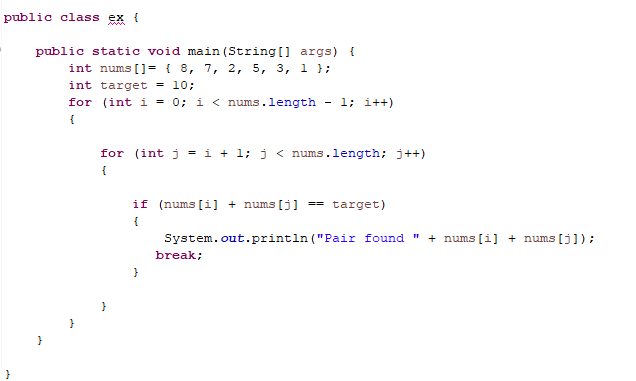 public class ex {
public static void main(String[] args) {
int nums[]= { 8, 7, 2, 5, 3, 1 };
int target = 10;
for (int i = 0; i < nums.length - 1; i++)
{
for (int j = i + 1; j < nums.length; j++)
{
if (nums[i] + nums[j] == target)
{
System.out.println("Pair found " + nums[i] + nums[j]);
break;
}
}
}
}
}